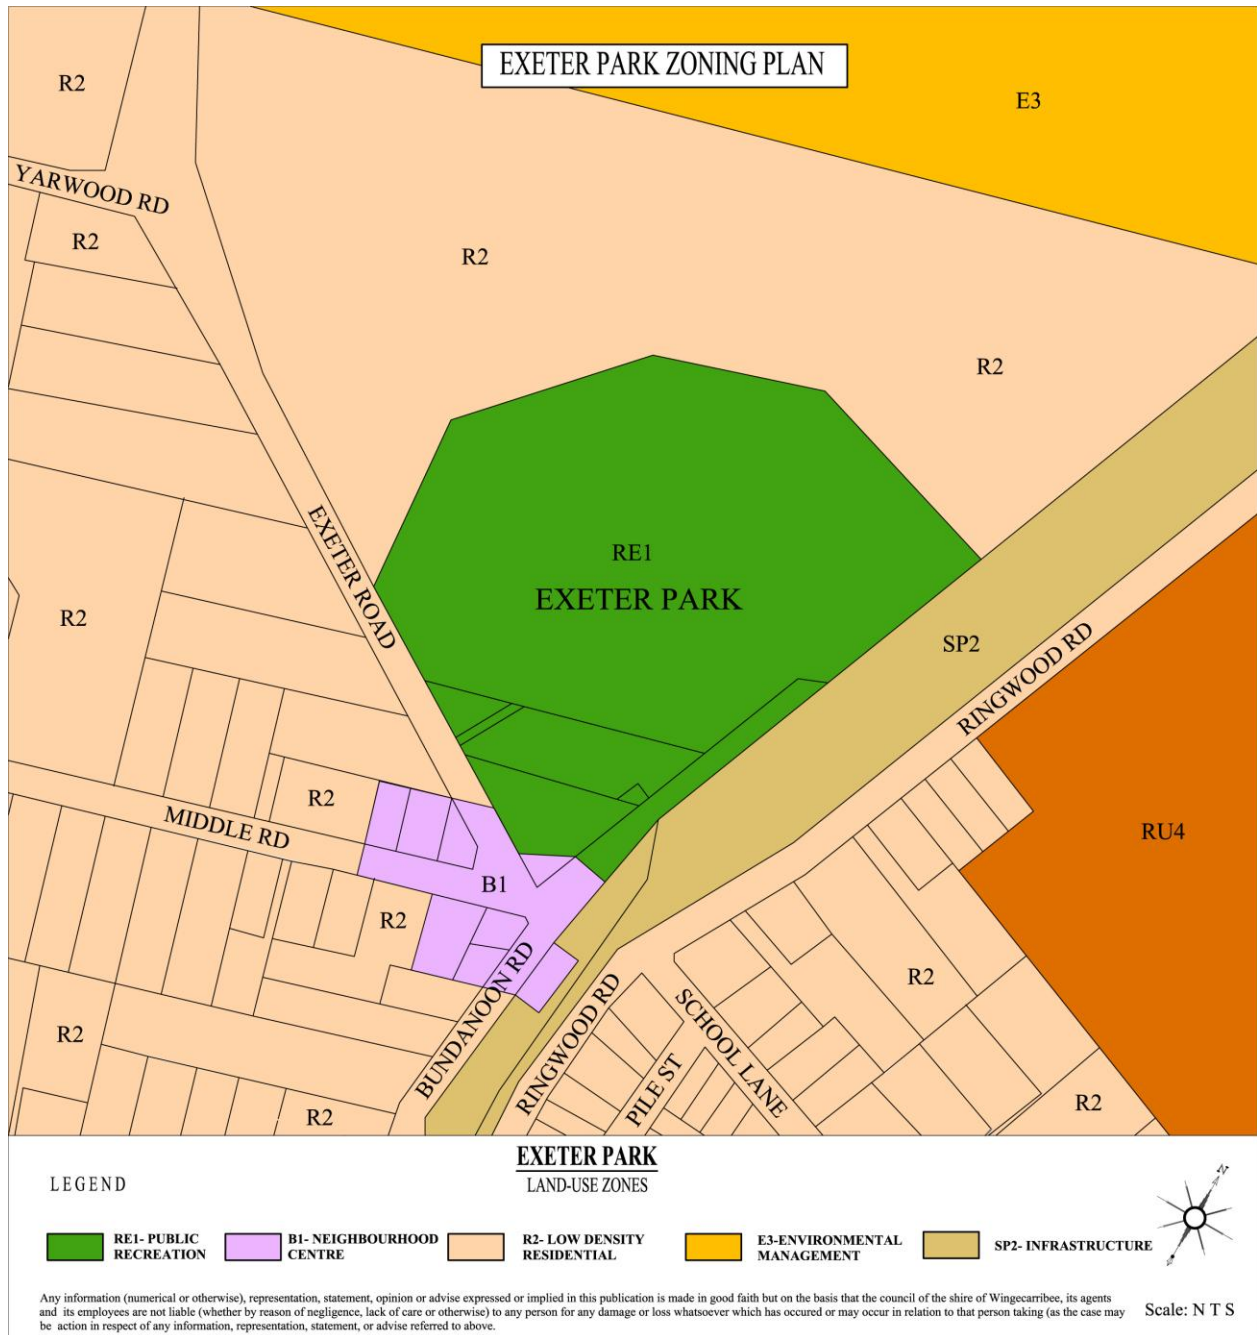 EXETER PARK ZONING PLAN
R2
E3
YARWOOD RD
R2
R2
R2
EXETER ROAD
RE1
EXETER PARK
R2
SP2
RINGWOOD RD
R2
MIDDLE RD
RU4
B1
R2
R2
BUNDANOON RD
RINGWOOD RD
SCHOOL LANE
PILE ST
R2
R2
R2
EXETER PARK
LAND-USE ZONES
LEGEND
N
S
RE1- PUBLIC
RECREATION
B1- NEIGHBOURHOOD
CENTRE
R2- LOW DENSITY
RESIDENTIAL
E3-ENVIRONMENTAL
MANAGEMENT
SP2- INFRASTRUCTURE
Any information (numerical or otherwise), representation, statement, opinion or advise expressed or implied in this publication is made in good faith but on the basis that the council of the shire of Wingecarribee, its agents
and its employees are not liable (whether by reason of negligence, lack of care or otherwise) to any person for any damage or loss whatsoever which has occured or may occur in relation to that person taking (as the case may
be action in respect of any information, representation, statement, or advise referred to above.
Scale: N T S